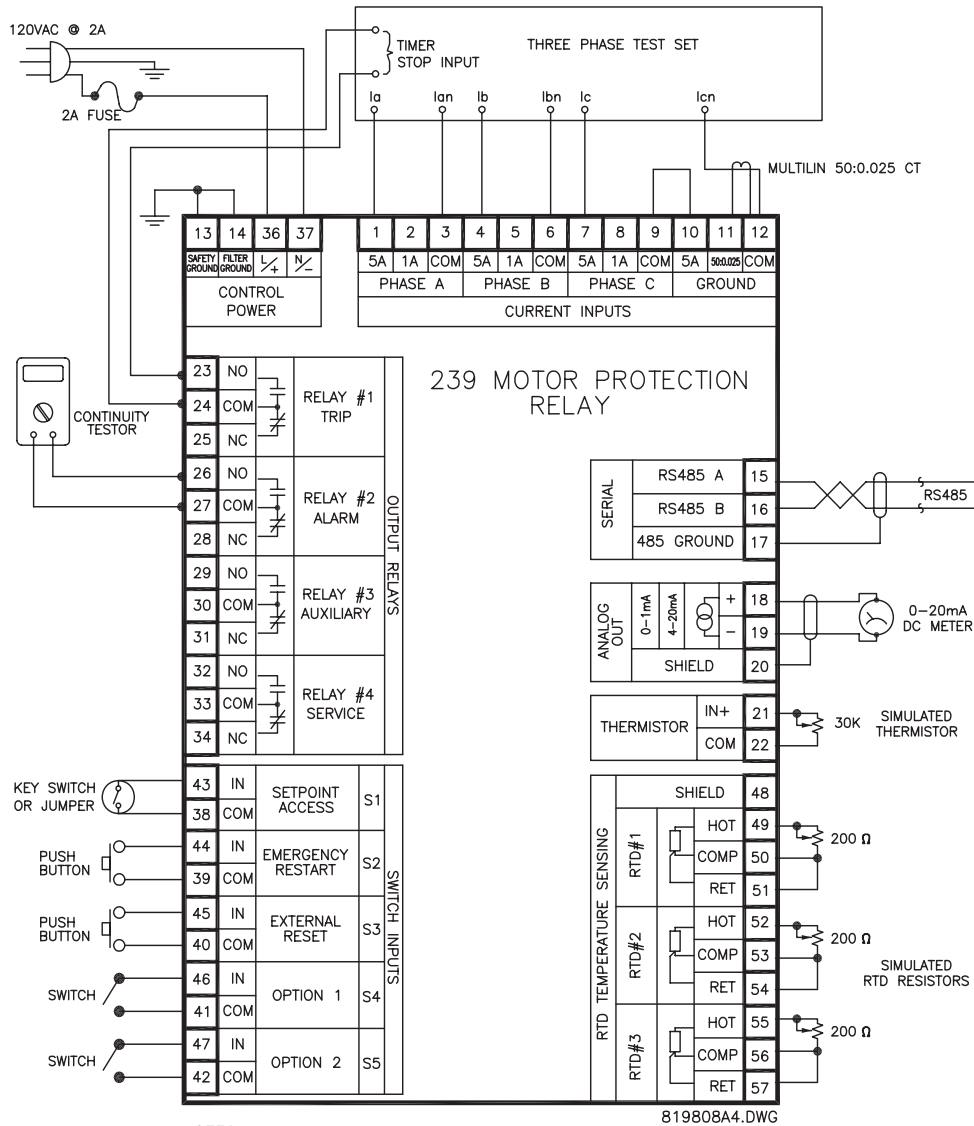 120VAC @ 2A
2A FUSE
TIMER
STOP INPUT
THREE PHASE TEST SET
Ia Ian Ib Ibn Ic Icn
MULTILIN 50:0.025 CT
13 14 36 37
SAFETY GROUND FILTER GROUND L/+ N/-
CONTROL
POWER
1 2 3 4 5 6 7 8 9 10 11 12
5A 1A COM 5A 1A COM 5A 1A COM 5A 50:0.025 COM
PHASE A PHASE B PHASE C GROUND
CURRENT INPUTS
239 MOTOR PROTECTION
RELAY
CONTINUITY
TESTOR
23 NO
24 COM
25 NC
RELAY #1
TRIP
26 NO
27 COM
28 NC
RELAY #2
ALARM
29 NO
30 COM
31 NC
RELAY #3
AUXILIARY
32 NO
33 COM
34 NC
RELAY #4
SERVICE
OUTPUT RELAYS
KEY SWITCH
OR JUMPER
43 IN
38 COM
SETPOINT
ACCESS
S1
PUSH
BUTTON
44 IN
39 COM
EMERGENCY
RESTART
S2
PUSH
BUTTON
45 IN
40 COM
EXTERNAL
RESET
S3
SWITCH
46 IN
41 COM
OPTION 1
S4
SWITCH
47 IN
42 COM
OPTION 2
S5
SWITCH INPUTS
SERIAL
RS485 A 15
RS485 B 16
485 GROUND 17
RS485
ANALOG
OUT
0-1mA
4-20mA
+ 18
- 19
SHIELD 20
0-20mA
DC METER
THERMISTOR
IN+ 21
COM 22
30K
SIMULATED
THERMISTOR
RTD TEMPERATURE SENSING
SHIELD 48
RTD#1
HOT 49
COMP 50
RET 51
200 Ω
RTD#2
HOT 52
COMP 53
RET 54
200 Ω
SIMULATED
RTD RESISTORS
RTD#3
HOT 55
COMP 56
RET 57
200 Ω
819808A4.DWG